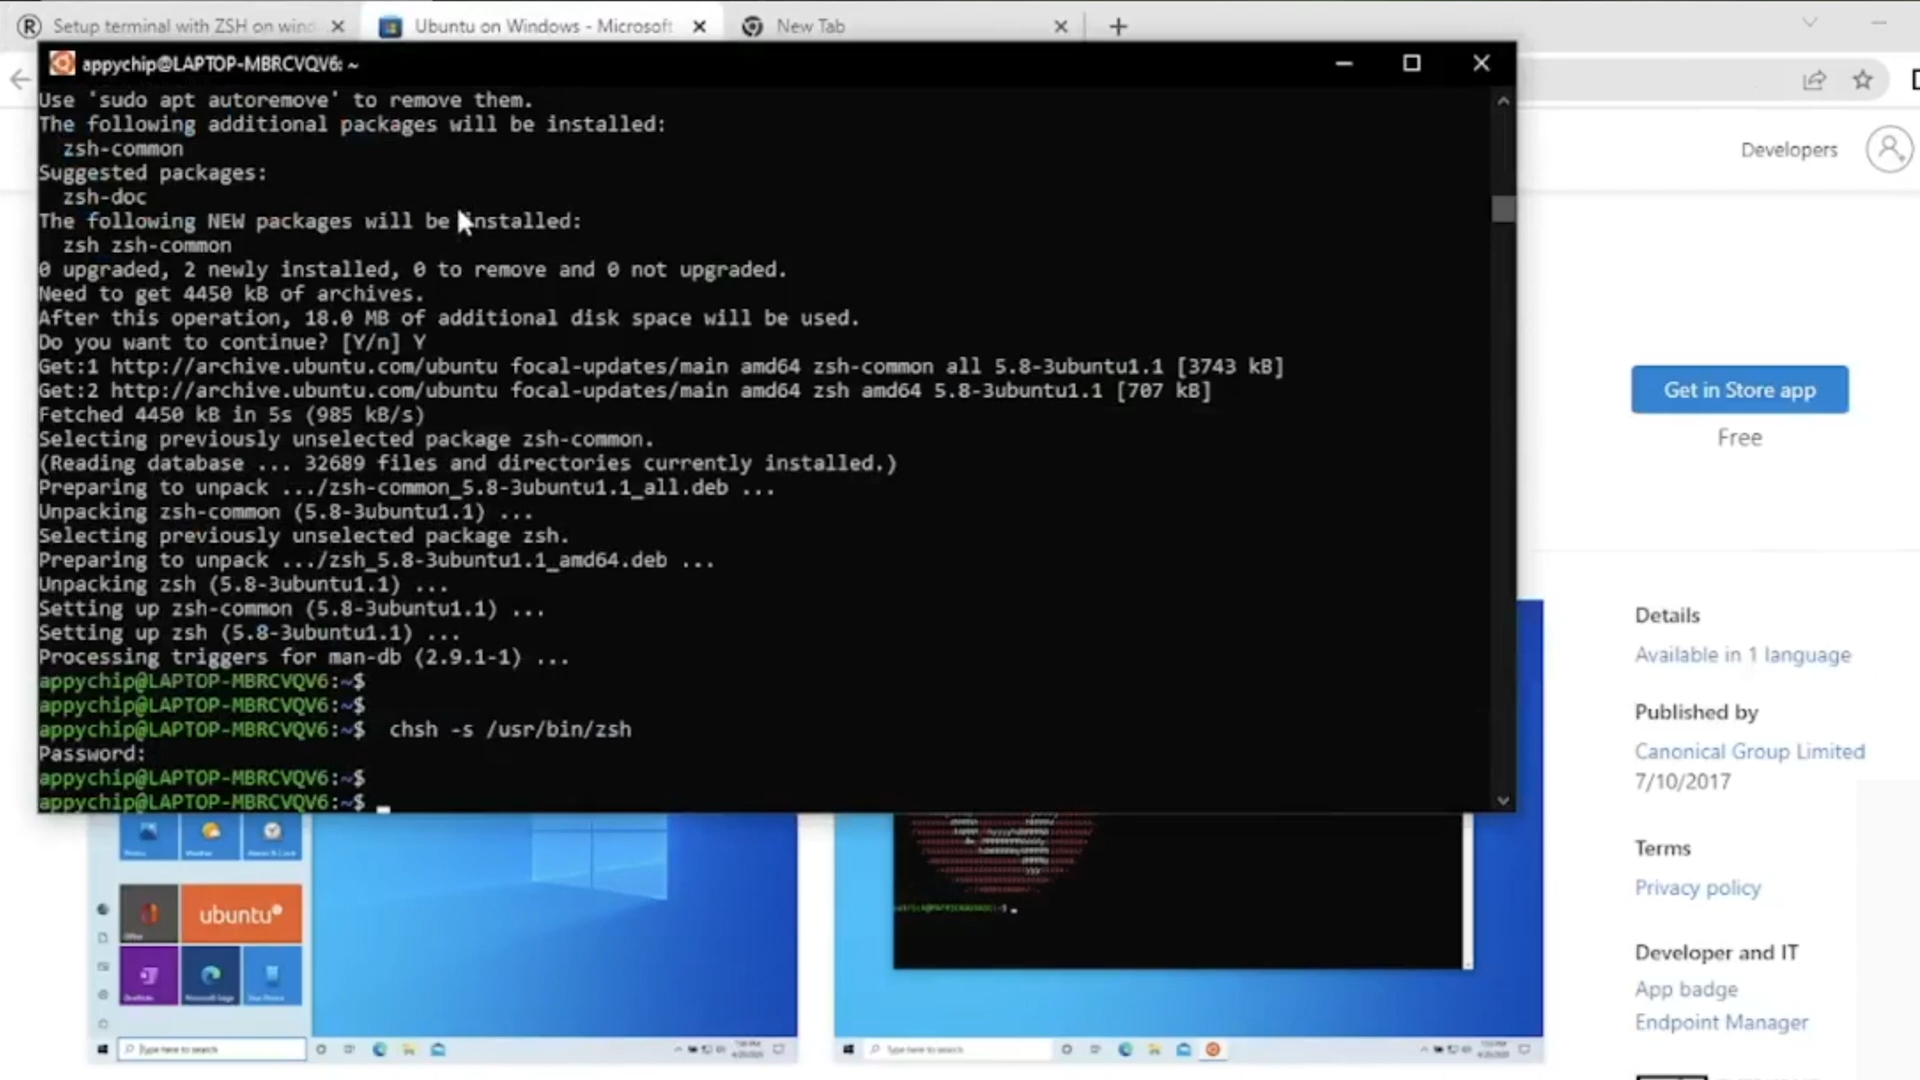 Setup terminal with ZSH on wind
Ubuntu on Windows - Microsoft
New Tab
appychip@LAPTOP-MBRCVQV6: ~
Use 'sudo apt autoremove' to remove them.
The following additional packages will be installed:
zsh-common
Suggested packages:
zsh-doc
The following NEW packages will be installed:
zsh zsh-common
0 upgraded, 2 newly installed, 0 to remove and 0 not upgraded.
Need to get 4450 kB of archives.
After this operation, 18.0 MB of additional disk space will be used.
Do you want to continue? [Y/n] Y
Get:1 http://archive.ubuntu.com/ubuntu focal-updates/main amd64 zsh-common all 5.8-3ubuntu1.1 [3743 kB]
Get:2 http://archive.ubuntu.com/ubuntu focal-updates/main amd64 zsh amd64 5.8-3ubuntu1.1 [707 kB]
Fetched 4450 kB in 5s (985 kB/s)
Selecting previously unselected package zsh-common.
(Reading database ... 32689 files and directories currently installed.)
Preparing to unpack .../zsh-common_5.8-3ubuntu1.1_all.deb ...
Unpacking zsh-common (5.8-3ubuntu1.1) ...
Selecting previously unselected package zsh.
Preparing to unpack .../zsh_5.8-3ubuntu1.1_amd64.deb ...
Unpacking zsh (5.8-3ubuntu1.1) ...
Setting up zsh-common (5.8-3ubuntu1.1) ...
Setting up zsh (5.8-3ubuntu1.1) ...
Processing triggers for man-db (2.9.1-1) ...
appychip@LAPTOP-MBRCVQV6:~$
appychip@LAPTOP-MBRCVQV6:~$
appychip@LAPTOP-MBRCVQV6:~$ chsh -s /usr/bin/zsh
Password:
appychip@LAPTOP-MBRCVQV6:~$
appychip@LAPTOP-MBRCVQV6:~$
Developers
Get in Store app
Free
Details
Available in 1 language
Published by
Canonical Group Limited
7/10/2017
Terms
Privacy policy
Developer and IT
App badge
Endpoint Manager
ubuntu
Type here to search
Type here to search